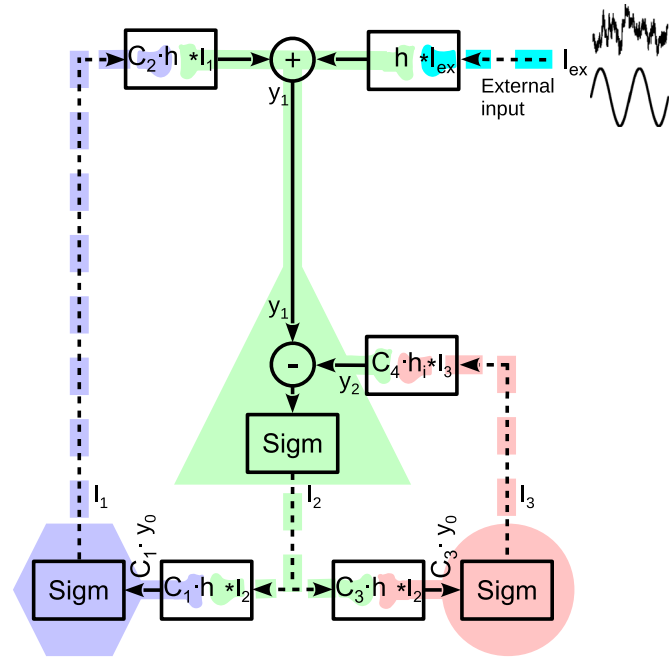 C₂·h *I₁
+
h *Iₑₓ
Iₑₓ
External
input
y₁
y₁
-
y₂
C₄·hᵢ*I₃
Sigm
I₁
I₂
I₃
C₁·y₀
C₃·y₀
Sigm
C₁·h *I₂
C₃·h *I₂
Sigm